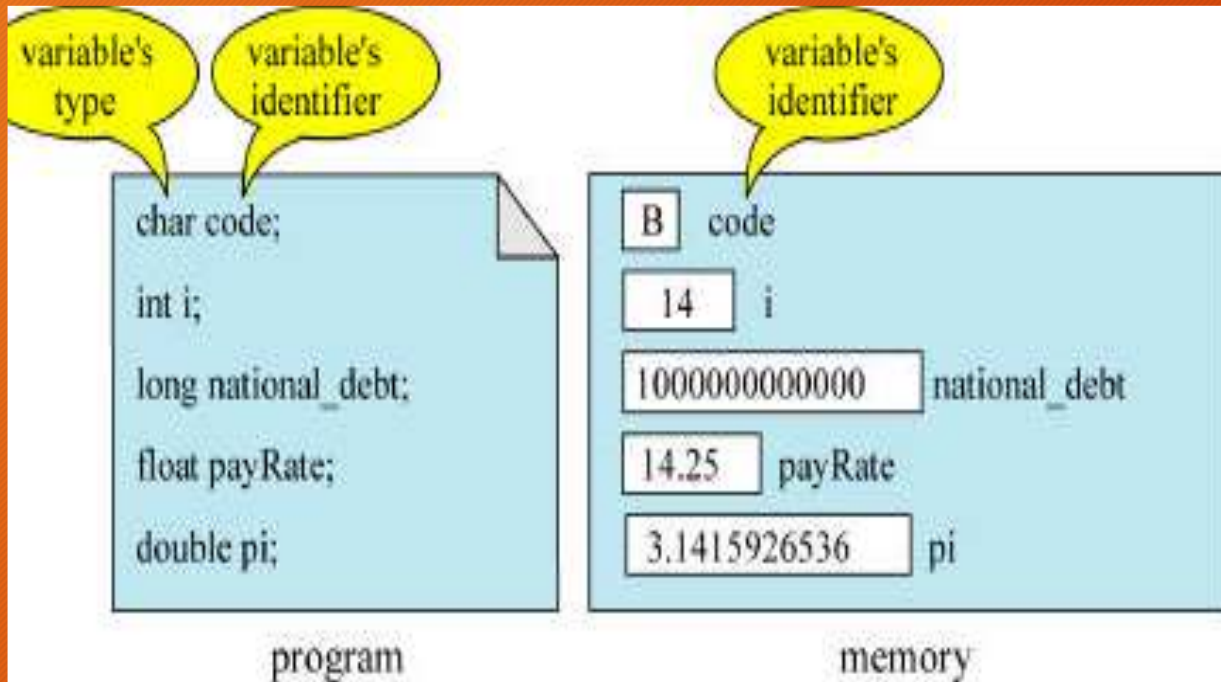 variable's
type
variable's
identifier
variable's
identifier
char code;
int i;
long national_debt;
float payRate;
double pi;
B code
14 i
1000000000000 national_debt
14.25 payRate
3.1415926536 pi
program
memory